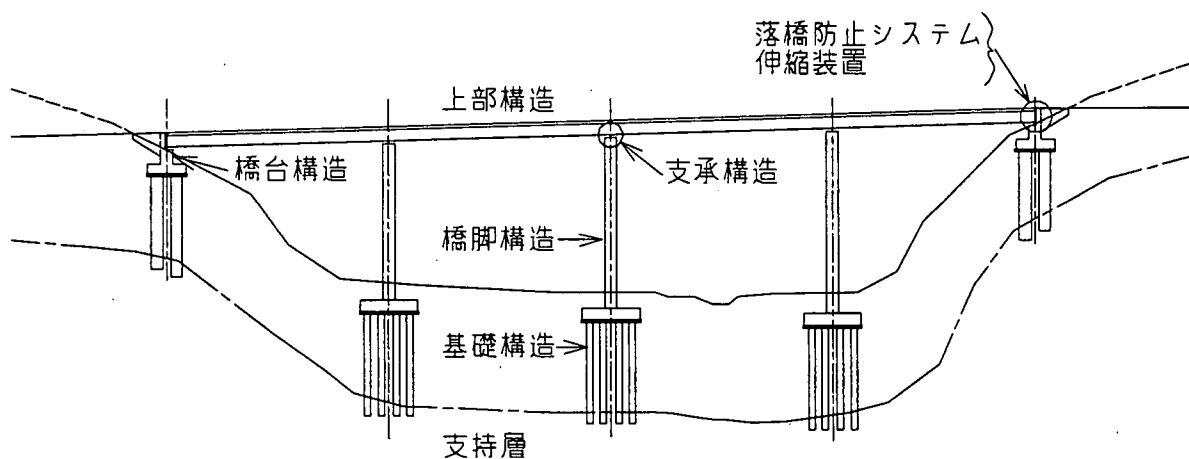 落橋防止システム
伸縮装置
上部構造
橋台構造
支承構造
橋脚構造
基礎構造
支持層